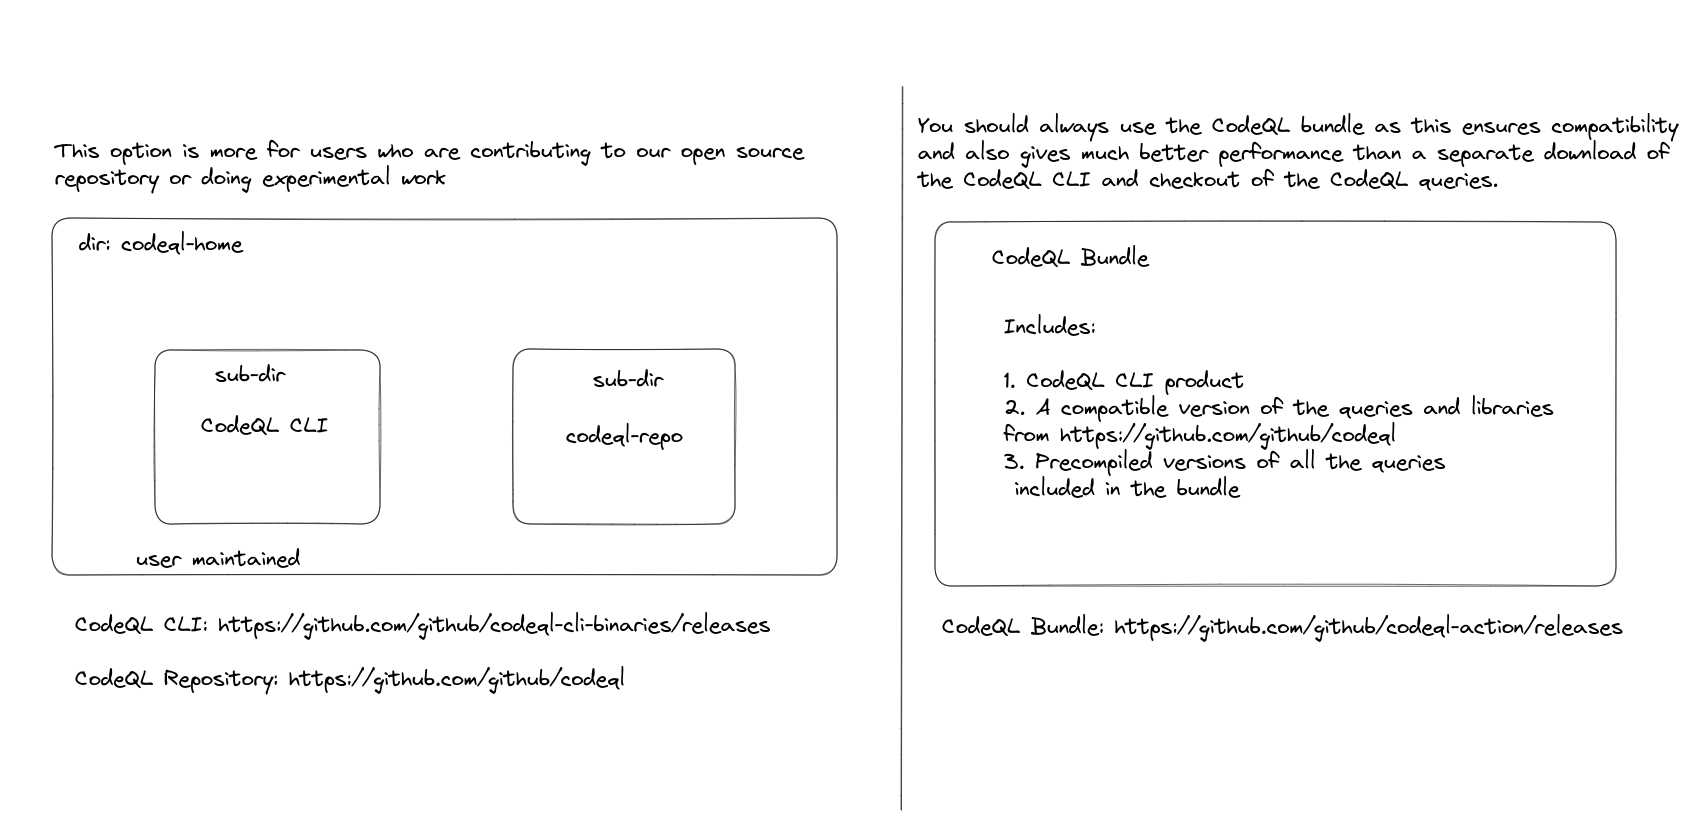 This option is more for users who are contributing to our open source
repository or doing experimental work
dir: codeql-home
sub-dir
CodeQL CLI
sub-dir
codeql-repo
user maintained
CodeQL CLI: https://github.com/github/codeql-cli-binaries/releases
CodeQL Repository: https://github.com/github/codeql
You should always use the CodeQL bundle as this ensures compatibility
and also gives much better performance than a separate download of
the CodeQL CLI and checkout of the CodeQL queries.
CodeQL Bundle
Includes:
1. CodeQL CLI product
2. A compatible version of the queries and libraries
from https://github.com/github/codeql
3. Precompiled versions of all the queries
included in the bundle
CodeQL Bundle: https://github.com/github/codeql-action/releases